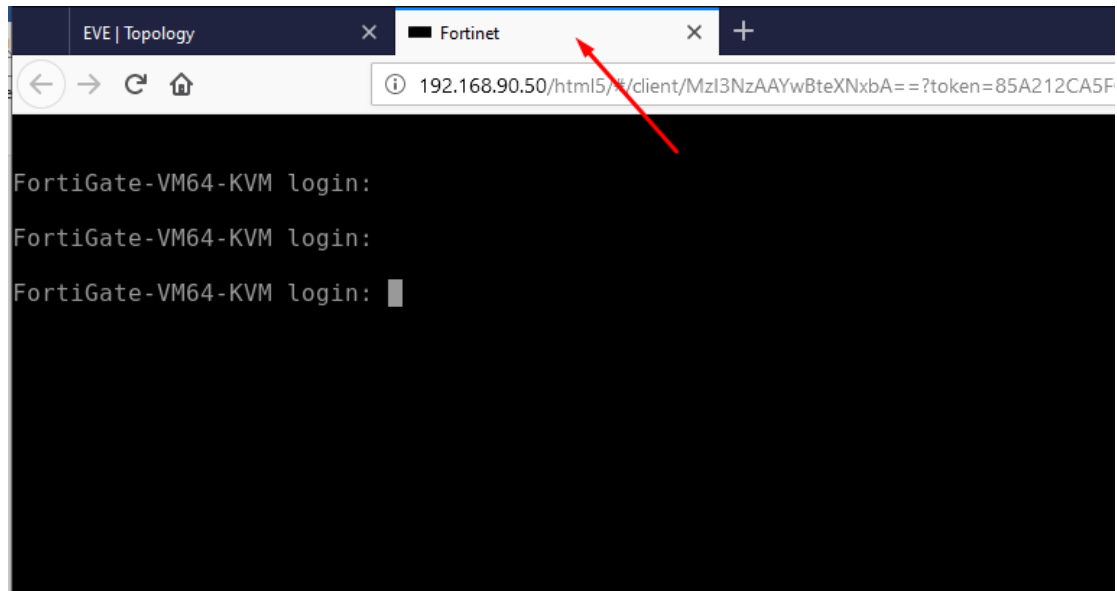 EVE | Topology
Fortinet
192.168.90.50/html5/#/client/MzI3NzAAYwBteXNxbA==?token=85A212CA5F
FortiGate-VM64-KVM login:
FortiGate-VM64-KVM login:
FortiGate-VM64-KVM login: